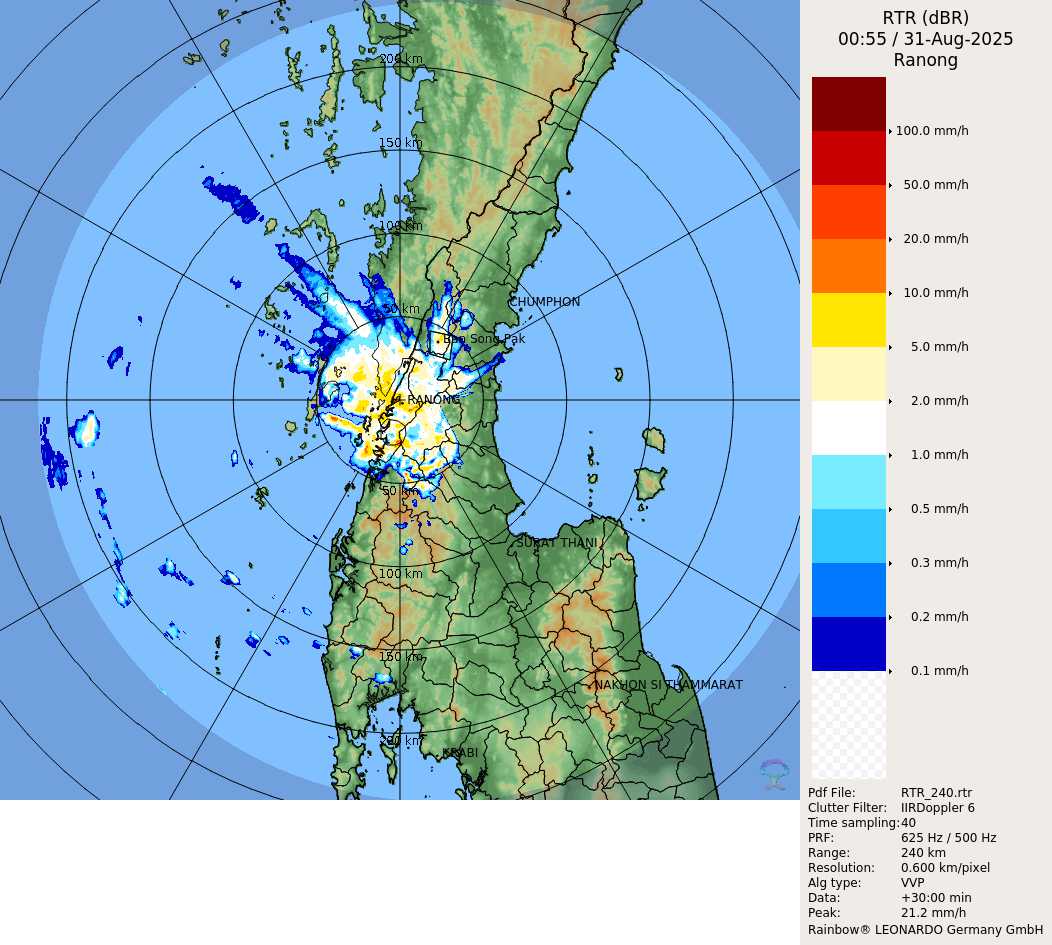 RTR (dBR)
00:55 / 31-Aug-2025
Ranong
100.0 mm/h
50.0 mm/h
20.0 mm/h
10.0 mm/h
5.0 mm/h
2.0 mm/h
1.0 mm/h
0.5 mm/h
0.3 mm/h
0.2 mm/h
0.1 mm/h
Pdf File: RTR_240.rtr
Clutter Filter: IIRDoppler 6
Time sampling:40
PRF: 625 Hz / 500 Hz
Range: 240 km
Resolution: 0.600 km/pixel
Alg type: VVP
Data: +30:00 min
Peak: 21.2 mm/h
Rainbow® LEONARDO Germany GmbH
200 km
150 km
100 km
CHUMPHON
50 km
Ban Song Pak
RANONG
50 km
SURAT THANI
100 km
150 km
NAKHON SI THAMMARAT
200 km
KRABI